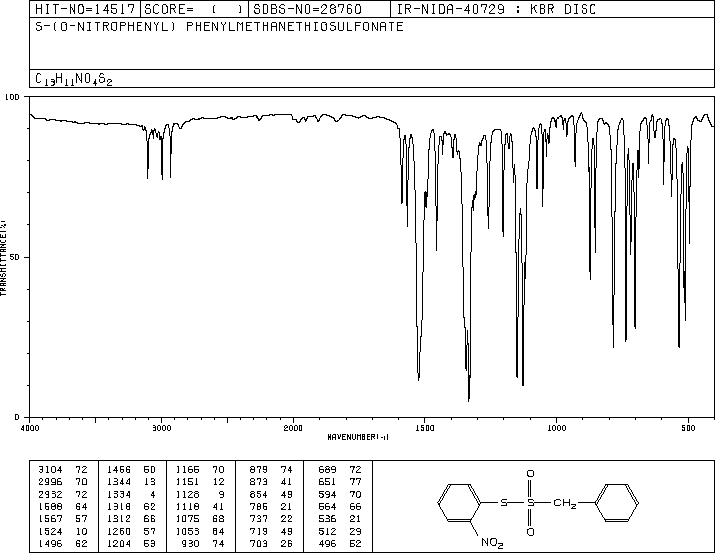 HIT-NO=14517 SCORE= ( ) SDBS-NO=28760 IR-NIDA-40729 : KBR DISC
S-(O-NITROPHENYL) PHENYLMETHANETHIOSULFONATE
C13H11NO4S2
100
TRANSMITTANCE(%)
50
0
4000 3000 2000 1500 1000 500
WAVENUMBER(-1)
3104 72 1456 50 1166 70 879 74 689 72
2996 70 1344 13 1151 12 873 41 651 77
2932 72 1334 4 1128 9 854 49 594 70
1588 64 1318 62 1118 41 786 21 564 66
1567 57 1312 66 1075 68 737 22 536 21
1524 10 1260 57 1053 64 719 49 512 29
1496 62 1204 53 930 74 703 26 496 52
O
S S CH2
O
NO2